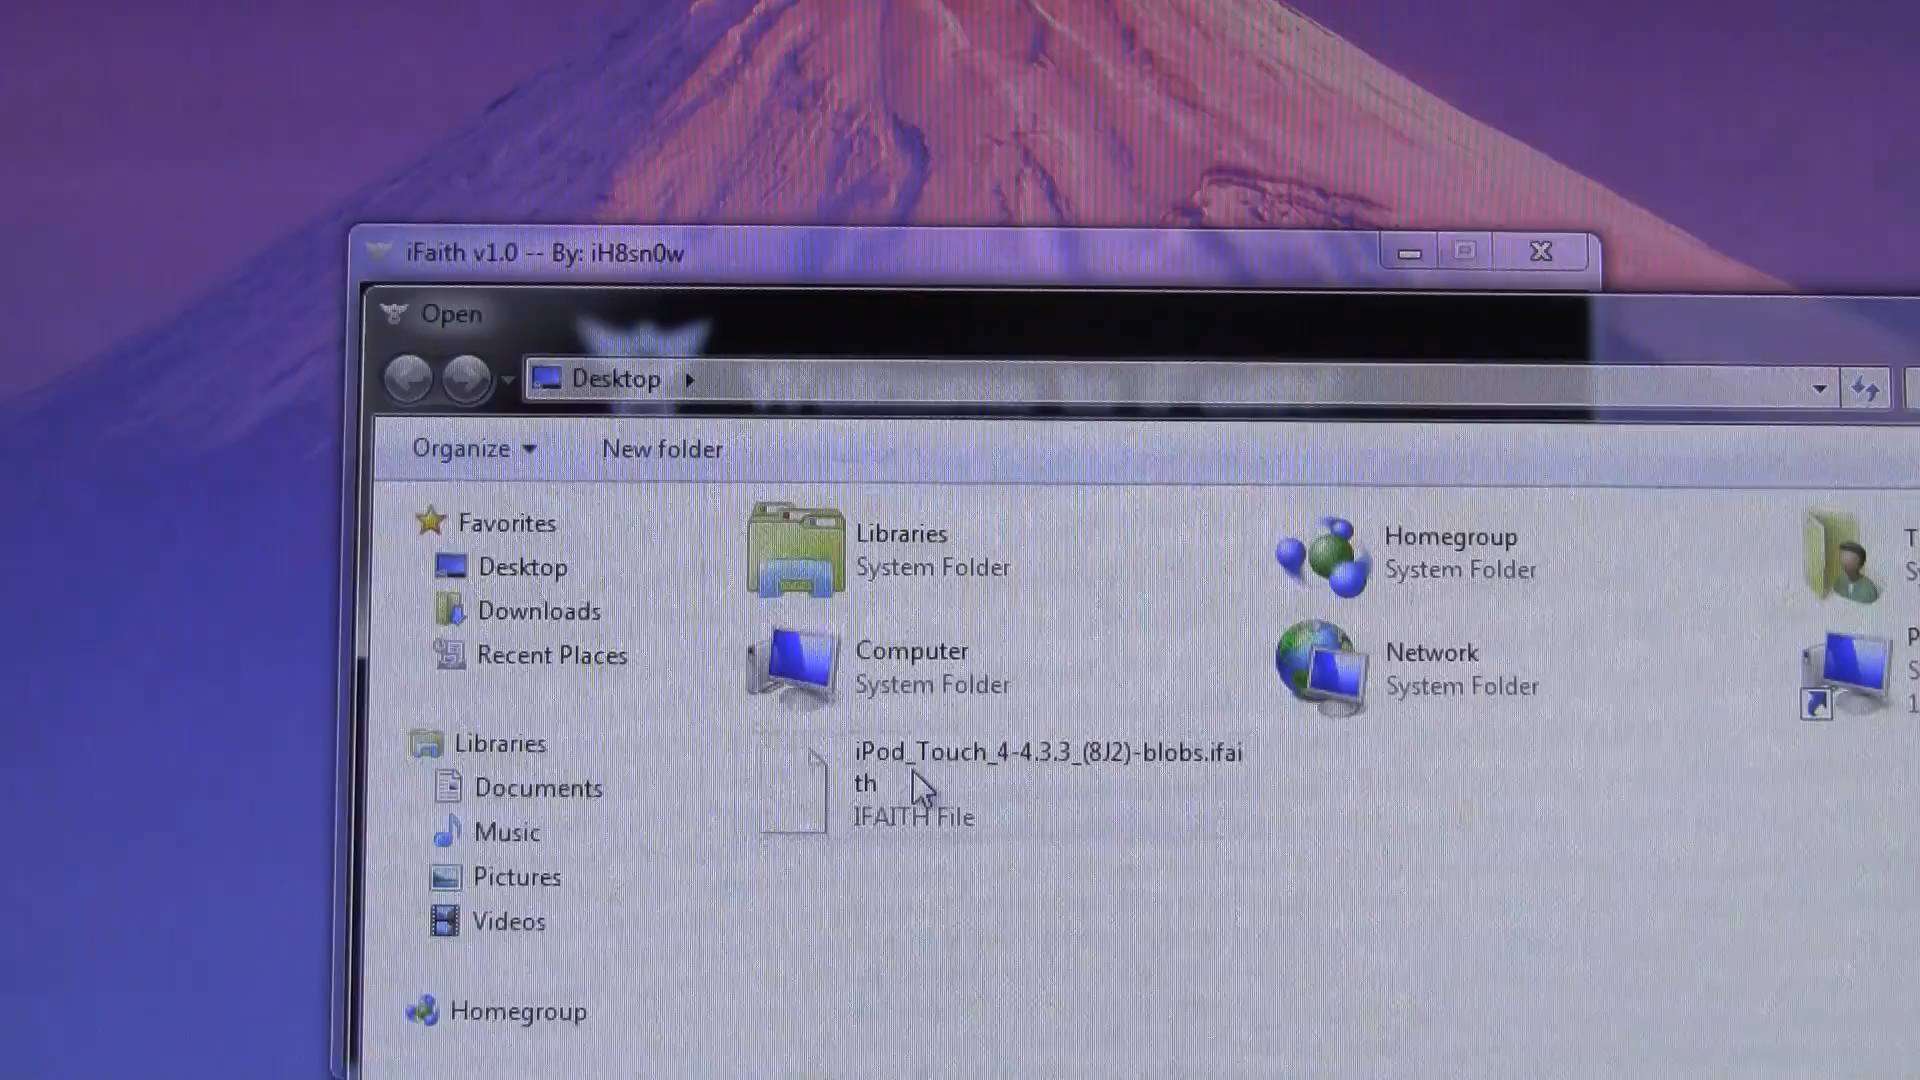 iFaith v1.0 -- By: iH8sn0w
Open
Desktop
Organize
New folder
Favorites
Desktop
Downloads
Recent Places
Libraries
Documents
Music
Pictures
Videos
Homegroup
Libraries
System Folder
Homegroup
System Folder
Computer
System Folder
Network
System Folder
iPod_Touch_4-4.3.3_(8J2)-blobs.ifai
th
IFAITH File